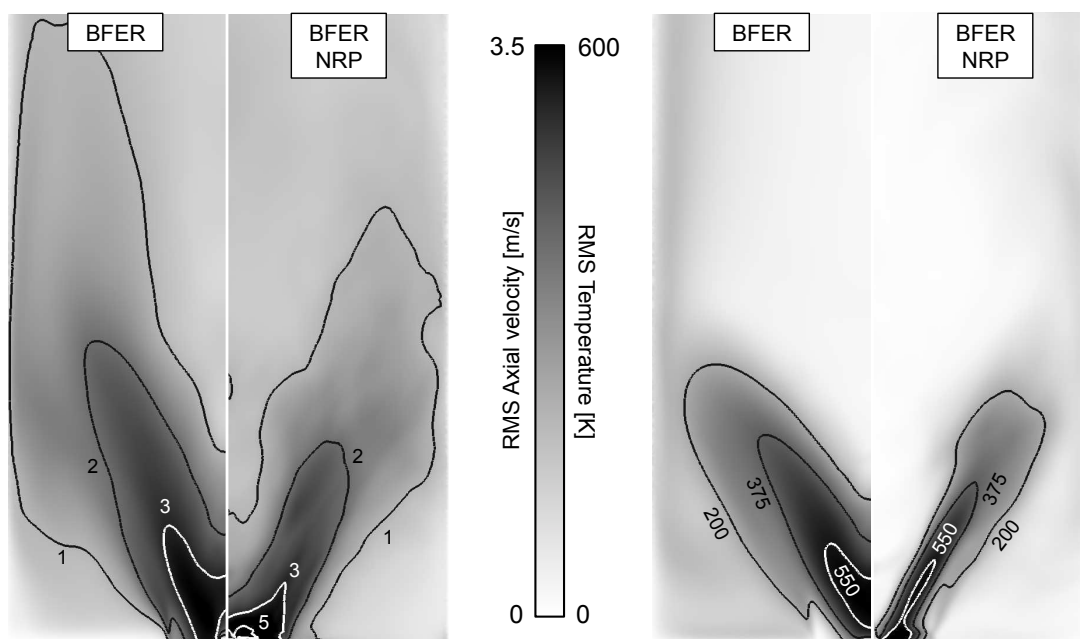 BFER
BFER
NRP
2
3
1
2
3
1
5
3.5
600
RMS Axial velocity [m/s]
RMS Temperature [K]
0
0
BFER
BFER
NRP
375
200
550
375
550
200